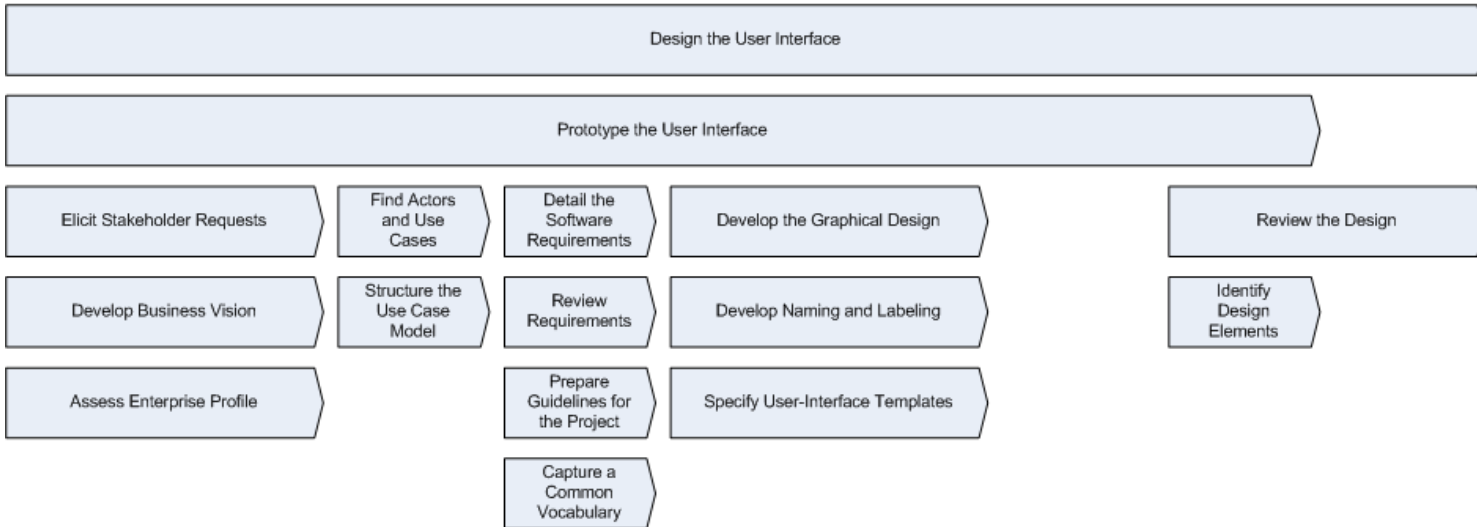 Design the User Interface
Prototype the User Interface
Elicit Stakeholder Requests
Find Actors
and Use
Cases
Detail the
Software
Requirements
Develop the Graphical Design
Review the Design
Develop Business Vision
Structure the
Use Case
Model
Review
Requirements
Develop Naming and Labeling
Identify
Design
Elements
Assess Enterprise Profile
Prepare
Guidelines for
the Project
Specify User-Interface Templates
Capture a
Common
Vocabulary